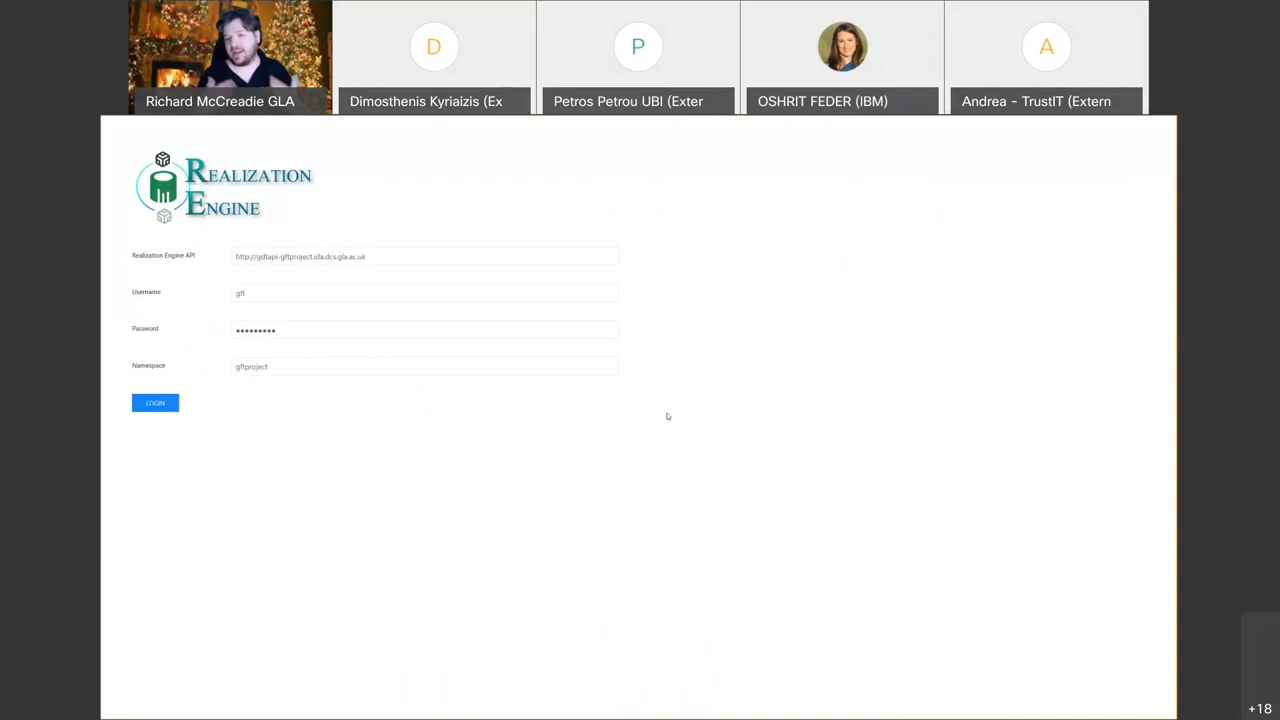 Richard McCreadie GLA
D
Dimosthenis Kyriaizis (Ex
P
Petros Petrou UBI (Exter
OSHRIT FEDER (IBM)
A
Andrea - TrustIT (Extern
REALIZATION
ENGINE
Realization Engine API
http://gdtapi-gftproject.ida.dcs.gla.ac.uk
Username
gft
Password
•••••••••
Namespace
gftproject
LOGIN
+18